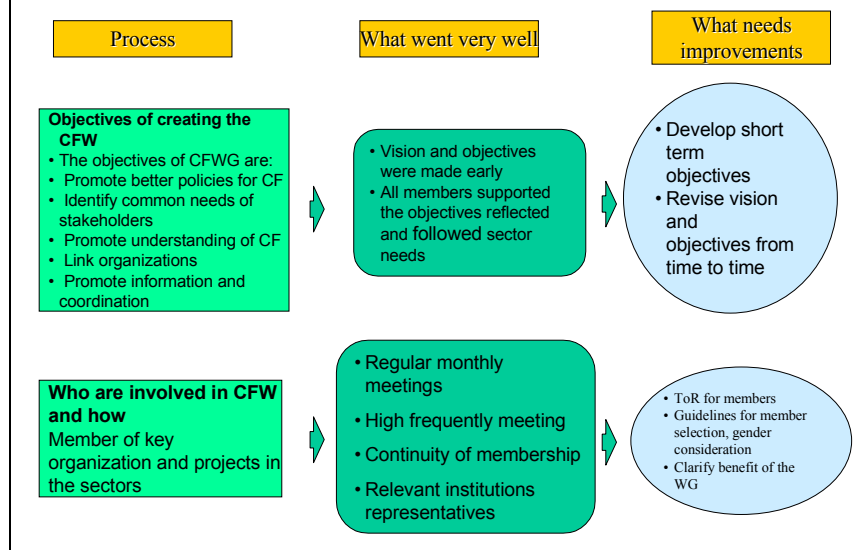 Process
What went very well
What needs
improvements
Objectives of creating the
CFW
• The objectives of CFWG are:
• Promote better policies for CF
• Identify common needs of
stakeholders
• Promote understanding of CF
• Link organizations
• Promote information and
coordination
• Vision and objectives
were made early
• All members supported
the objectives reflected
and followed sector
needs
• Develop short
term
objectives
• Revise vision
and
objectives from
time to time
Who are involved in CFW
and how
Member of key
organization and projects in
the sectors
• Regular monthly
meetings
• High frequently meeting
• Continuity of membership
• Relevant institutions
representatives
• ToR for members
• Guidelines for member
selection, gender
consideration
• Clarify benefit of the
WG